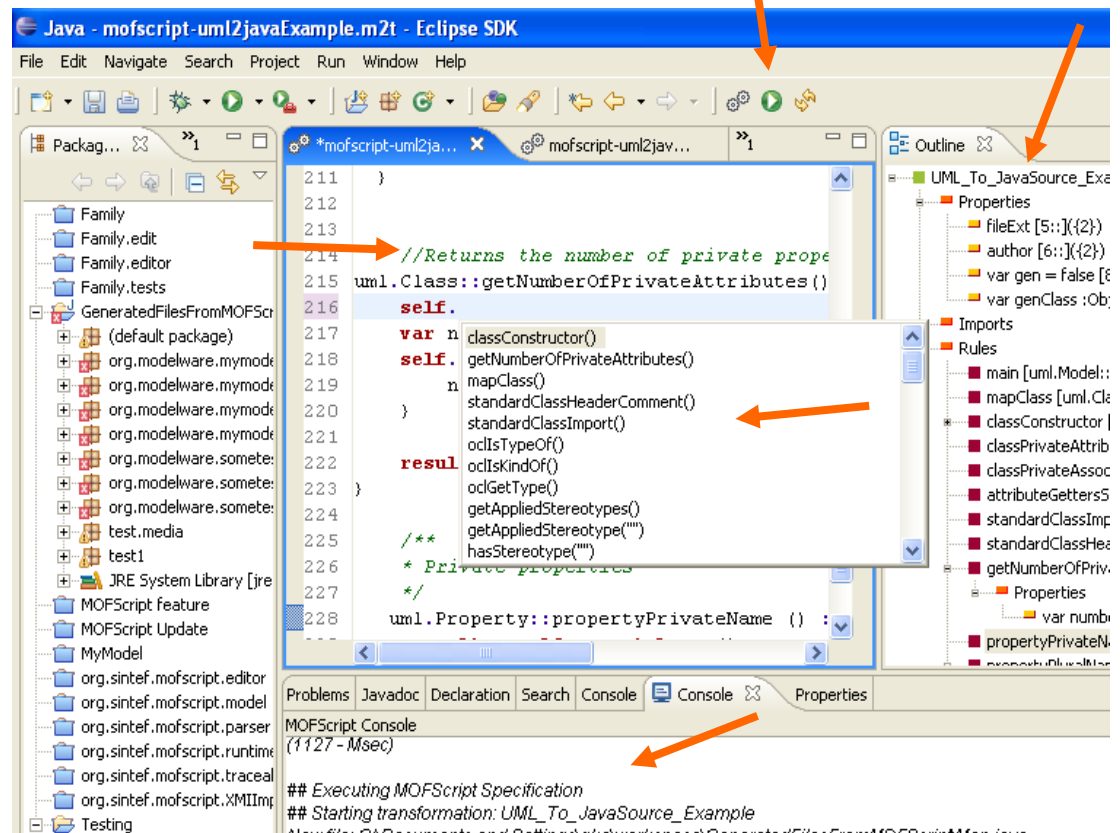 Java - mofscript-uml2javaExample.m2t - Eclipse SDK
File Edit Navigate Search Project Run Window Help
Packag...
»1
*mofscript-uml2ja...
mofscript-uml2jav...
»1
Outline
Family
Family.edit
Family.editor
Family.tests
GeneratedFilesFromMOFScr
(default package)
org.modelware.mymode
org.modelware.mymode
org.modelware.mymode
org.modelware.mymode
org.modelware.sometes
org.modelware.sometes
org.modelware.sometes
test.media
test1
JRE System Library [jre
MOFScript feature
MOFScript Update
MyModel
org.sintef.mofscript.editor
org.sintef.mofscript.model
org.sintef.mofscript.parser
org.sintef.mofscript.runtime
org.sintef.mofscript.traceal
org.sintef.mofscript.XMIImp
Testing
211 }
212
213
214 //Returns the number of private prope
215 uml.Class::getNumberOfPrivateAttributes()
216 self.
217 var n
218 self.
219 n
220 }
221
222 resul
223 }
224
225 /**
226 * Private properties
227 */
228 uml.Property::propertyPrivateName () :
classConstructor()
getNumberOfPrivateAttributes()
mapClass()
standardClassHeaderComment()
standardClassImport()
oclIsTypeOf()
oclIsKindOf()
oclGetType()
getAppliedStereotypes()
getAppliedStereotype("")
hasStereotype("")
UML_To_JavaSource_Exa
Properties
fileExt [5::]({2})
author [6::]({2})
var gen = false [8
var genClass :Obj
Imports
Rules
main [uml.Model::
mapClass [uml.Cla
classConstructor [
classPrivateAttrib
classPrivateAssoc
attributeGettersS
standardClassImp
standardClassHea
getNumberOfPriva
Properties
var numbe
propertyPrivateNa
propertyPluralNam
Problems Javadoc Declaration Search Console Console Properties
MOFScript Console
(1127 - Msec)
## Executing MOFScript Specification
## Starting transformation: UML_To_JavaSource_Example